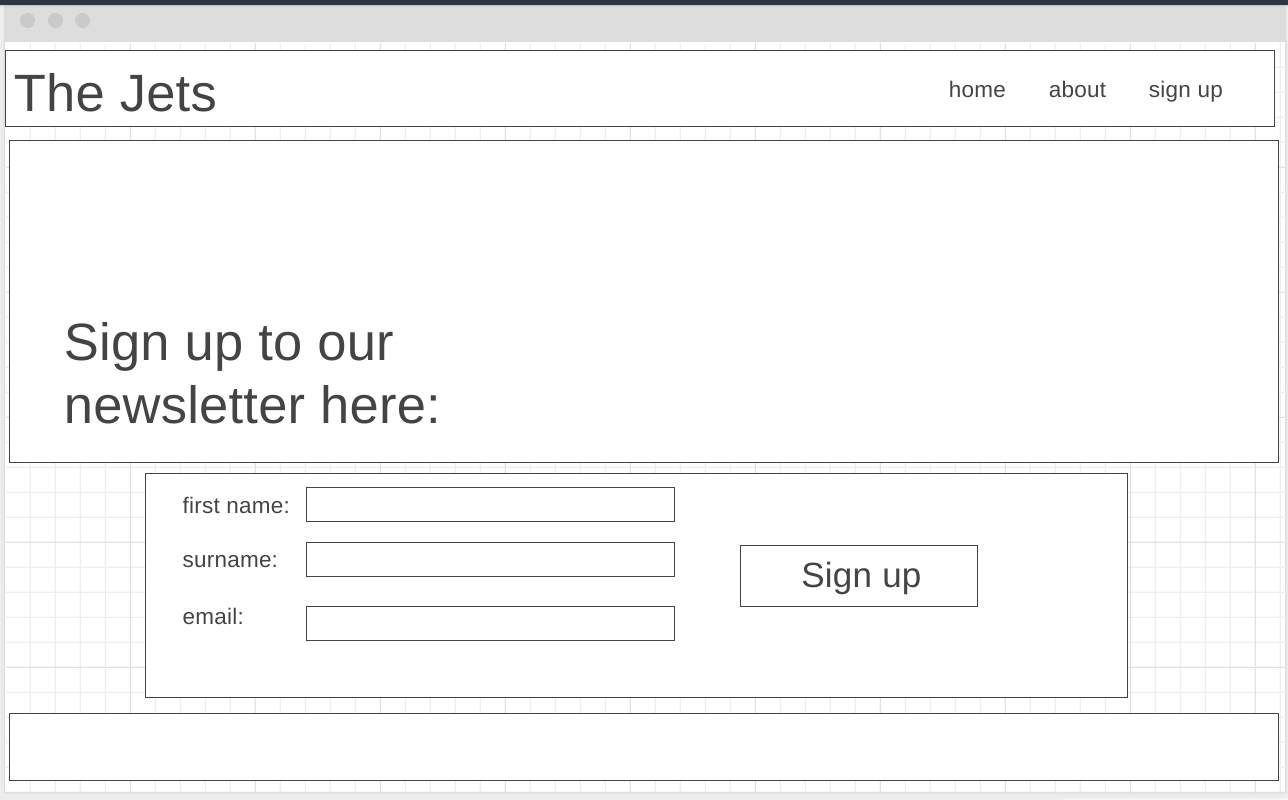 The Jets
home about sign up
Sign up to our
newsletter here:
first name:
surname:
Sign up
email: